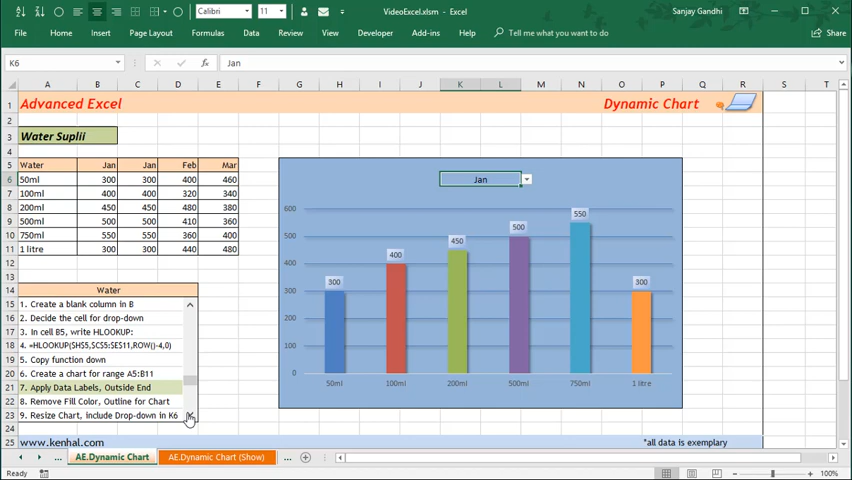 Calibri 11 VideoExcel.xlsm - Excel Sanjay Gandhi
File Home Insert Page Layout Formulas Data Review View Developer Add-ins Help Tell me what you want to do Share
K6 fx Jan
A B C D E F G H I J K L M N O P Q R S T
1 Advanced Excel Dynamic Chart
2
3 Water Suplii
4
5 Water Jan Jan Feb Mar
6 50ml 300 300 400 460
7 100ml 400 400 320 340
8 200ml 450 450 480 380
9 500ml 500 500 410 360
10 750ml 550 550 360 400
11 1 litre 300 300 440 480
12
13
14 Water
15 1. Create a blank column in B
16 2. Decide the cell for drop-down
17 3. In cell B5, write HLOOKUP:
18 4. =HLOOKUP($H$5,$C$5:$E$11,ROW()-4,0)
19 5. Copy function down
20 6. Create a chart for range A5:B11
21 7. Apply Data Labels, Outside End
22 8. Remove Fill Color, Outline for Chart
23 9. Resize Chart, include Drop-down in K6
24
25 www.kenhal.com *all data is exemplary
Jan
600
500
400
300
200
100
0
300 400 450 500 550 300
50ml 100ml 200ml 500ml 750ml 1 litre
... AE.Dynamic Chart AE.Dynamic Chart (Show) ...
Ready 100%